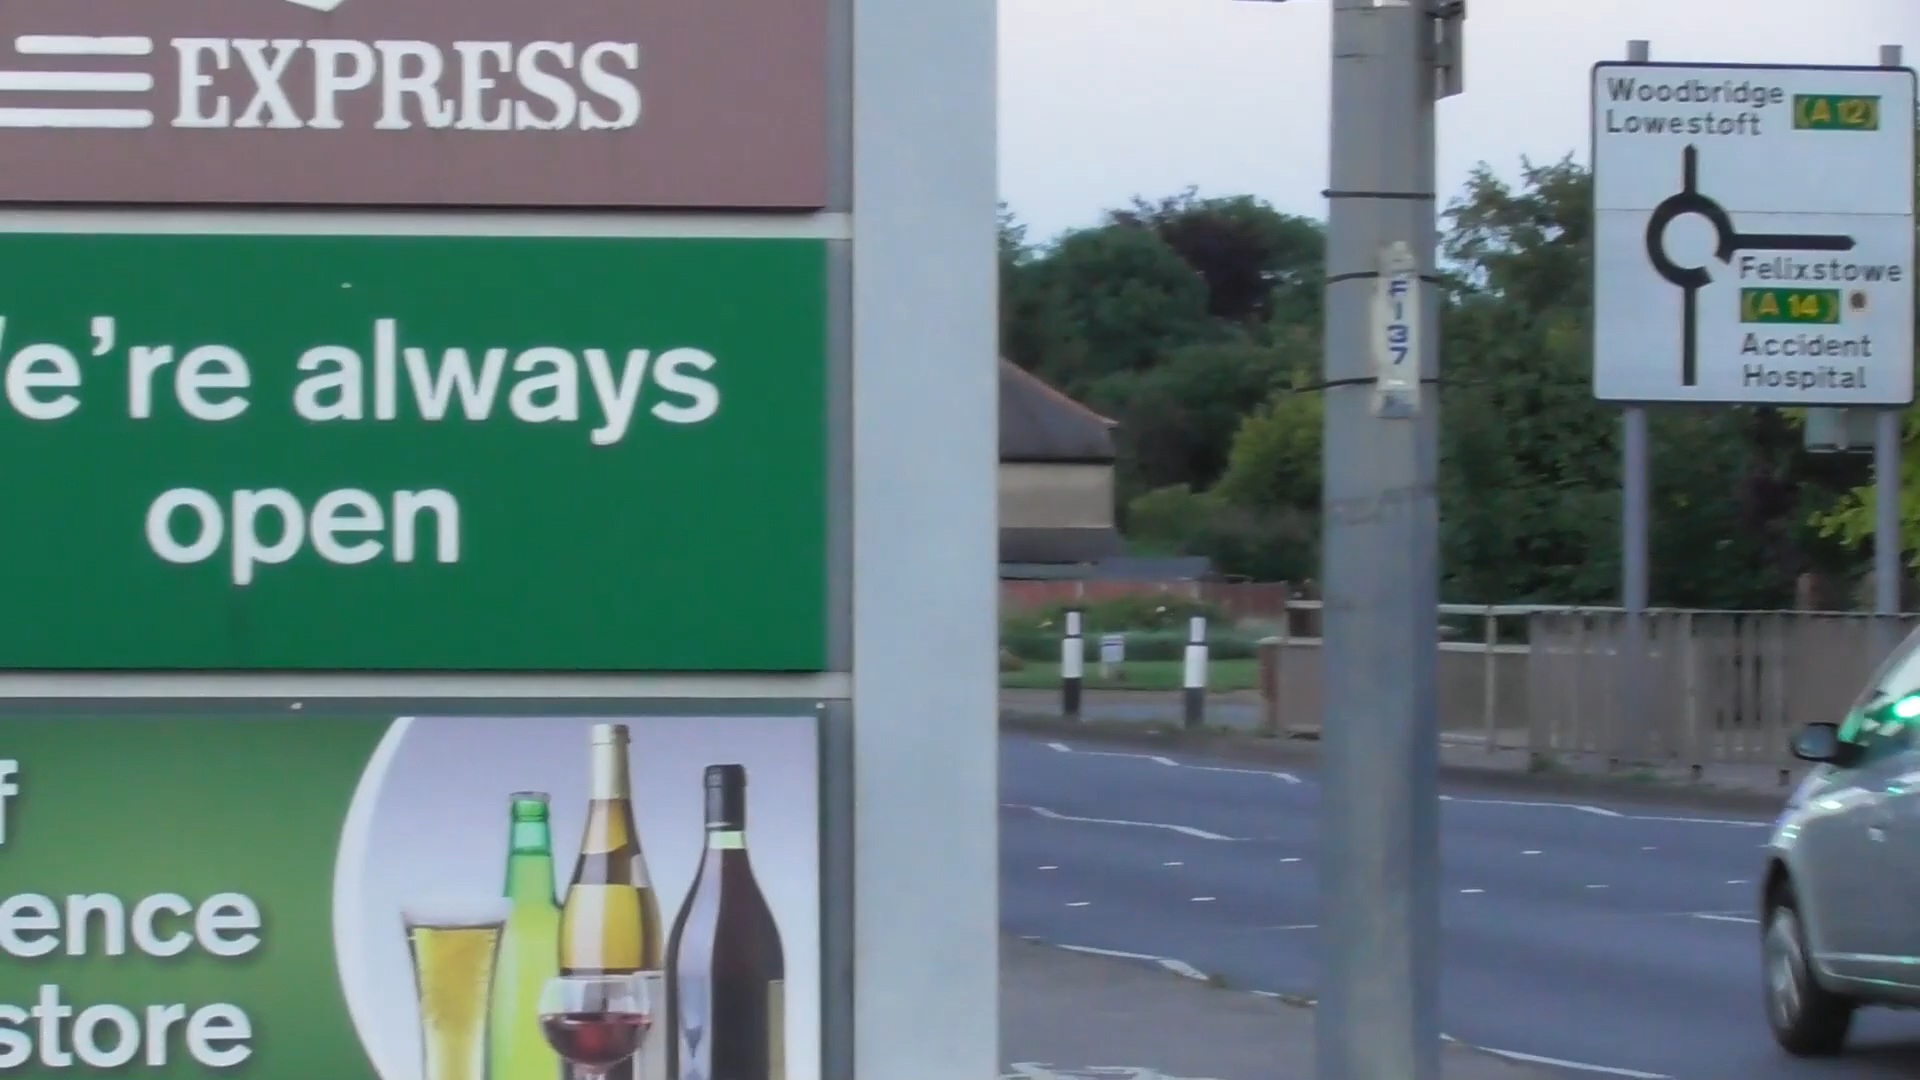 EXPRESS
e're always
open
f
ence
store
F137
Woodbridge
Lowestoft
(A 12)
Felixstowe
(A 14)
Accident
Hospital